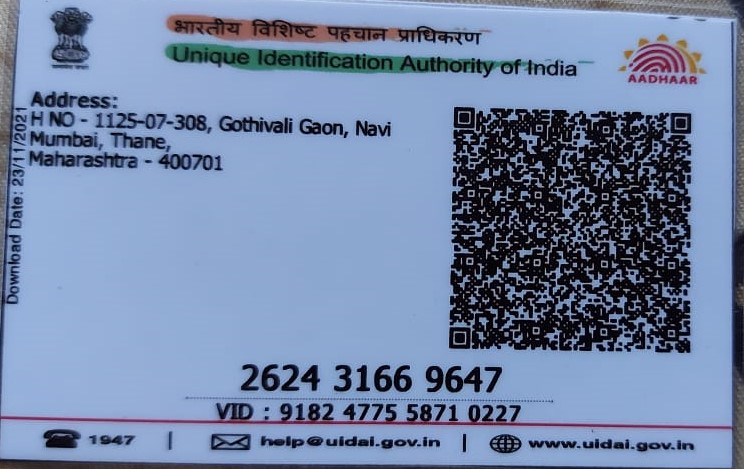 भारतीय विशिष्ट पहचान प्राधिकरण
Unique Identification Authority of India
AADHAAR
Address:
H NO - 1125-07-308, Gothivali Gaon, Navi
Mumbai, Thane,
Maharashtra - 400701
Download Date: 23/11/2021
2624 3166 9647
VID : 9182 4775 5871 0227
1947 | help@uidai.gov.in | www.uidai.gov.in